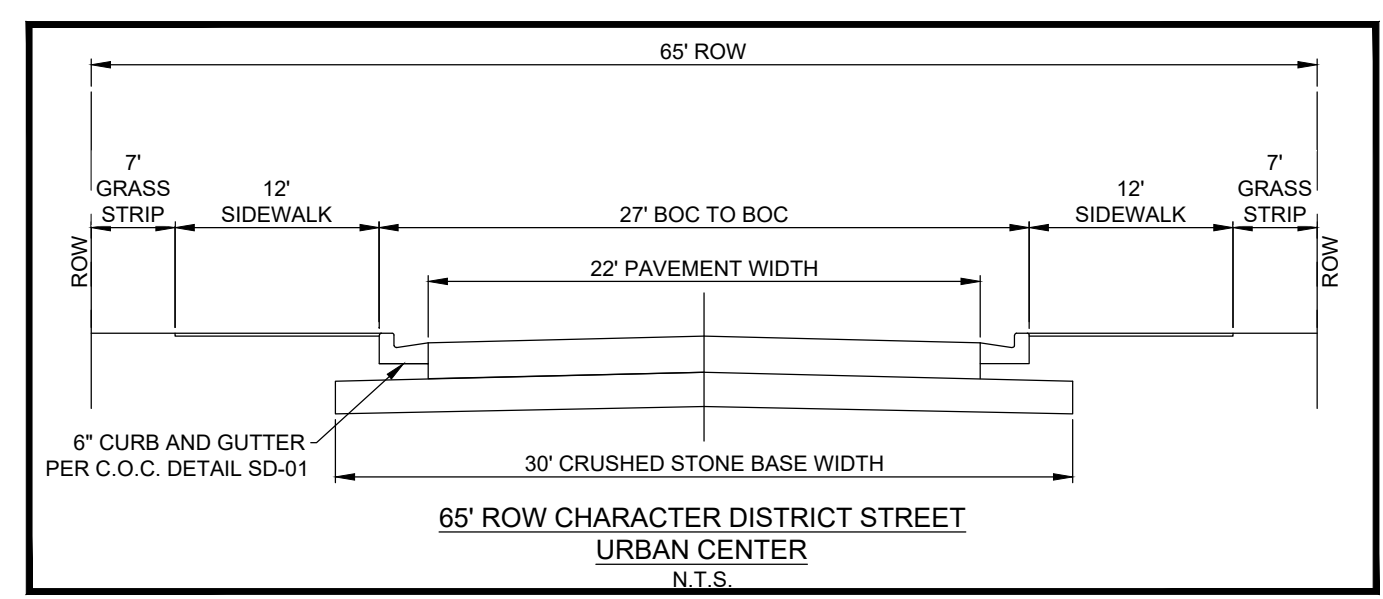 65' ROW
7'
GRASS
STRIP
12'
SIDEWALK
27' BOC TO BOC
12'
SIDEWALK
7'
GRASS
STRIP
ROW
22' PAVEMENT WIDTH
ROW
6" CURB AND GUTTER
PER C.O.C. DETAIL SD-01
30' CRUSHED STONE BASE WIDTH
65' ROW CHARACTER DISTRICT STREET
URBAN CENTER
N.T.S.